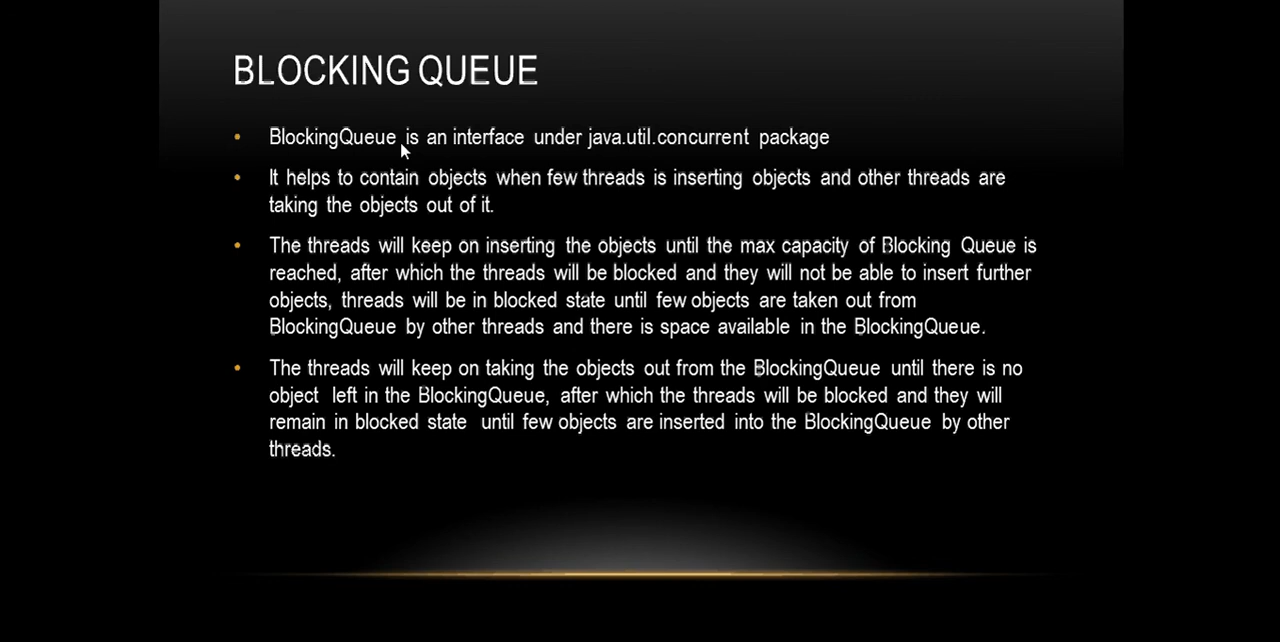 BLOCKING QUEUE
• BlockingQueue is an interface under java.util.concurrent package
• It helps to contain objects when few threads is inserting objects and other threads are
taking the objects out of it.
• The threads will keep on inserting the objects until the max capacity of Blocking Queue is
reached, after which the threads will be blocked and they will not be able to insert further
objects, threads will be in blocked state until few objects are taken out from
BlockingQueue by other threads and there is space available in the BlockingQueue.
• The threads will keep on taking the objects out from the BlockingQueue until there is no
object left in the BlockingQueue, after which the threads will be blocked and they will
remain in blocked state until few objects are inserted into the BlockingQueue by other
threads.